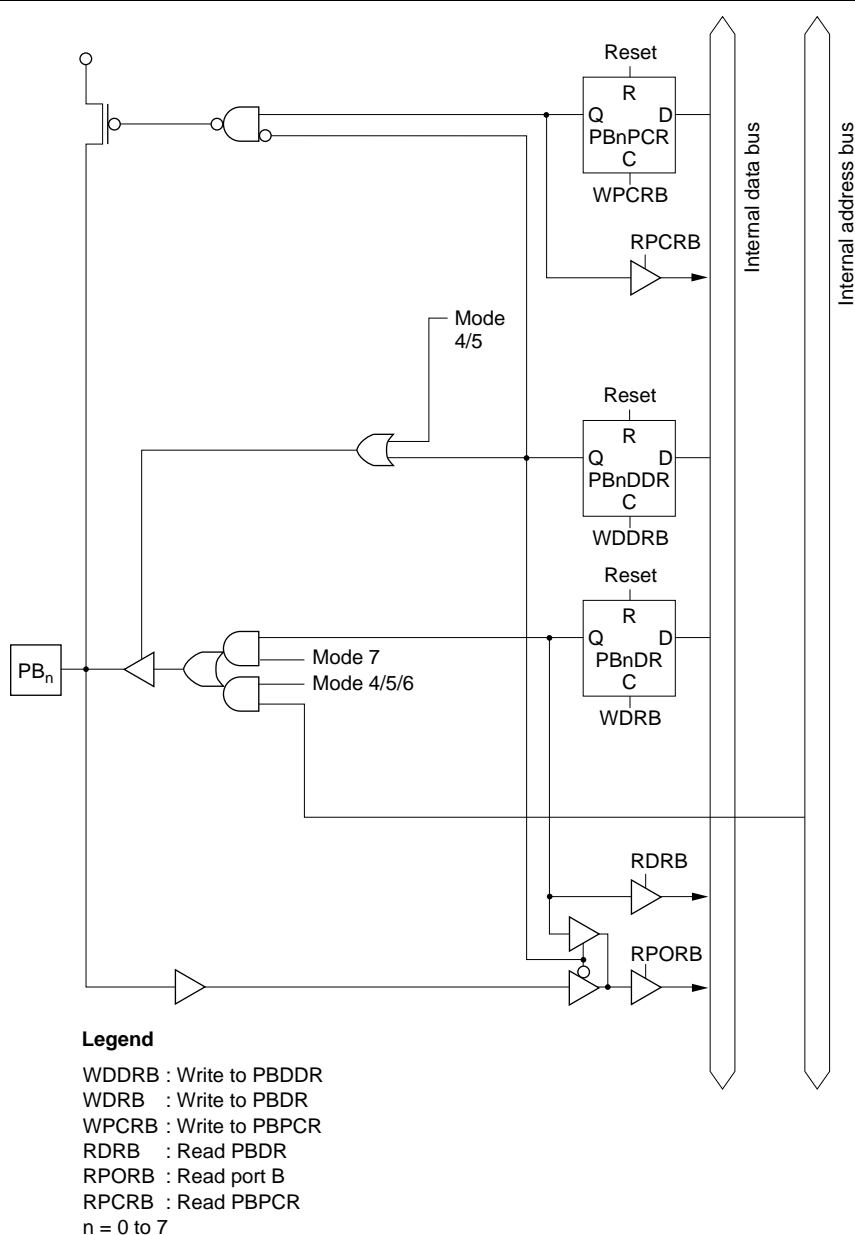 Reset
R
Q D
PBnPCR
C
WPCRB
Internal data bus
Internal address bus
RPCRB
Mode
4/5
Reset
R
Q D
PBnDDR
C
WDDRB
Reset
R
Q D
PBnDR
C
WDRB
PBn
Mode 7
Mode 4/5/6
RDRB
RPORB
Legend
WDDRB : Write to PBDDR
WDRB : Write to PBDR
WPCRB : Write to PBPCR
RDRB : Read PBDR
RPORB : Read port B
RPCRB : Read PBPCR
n = 0 to 7